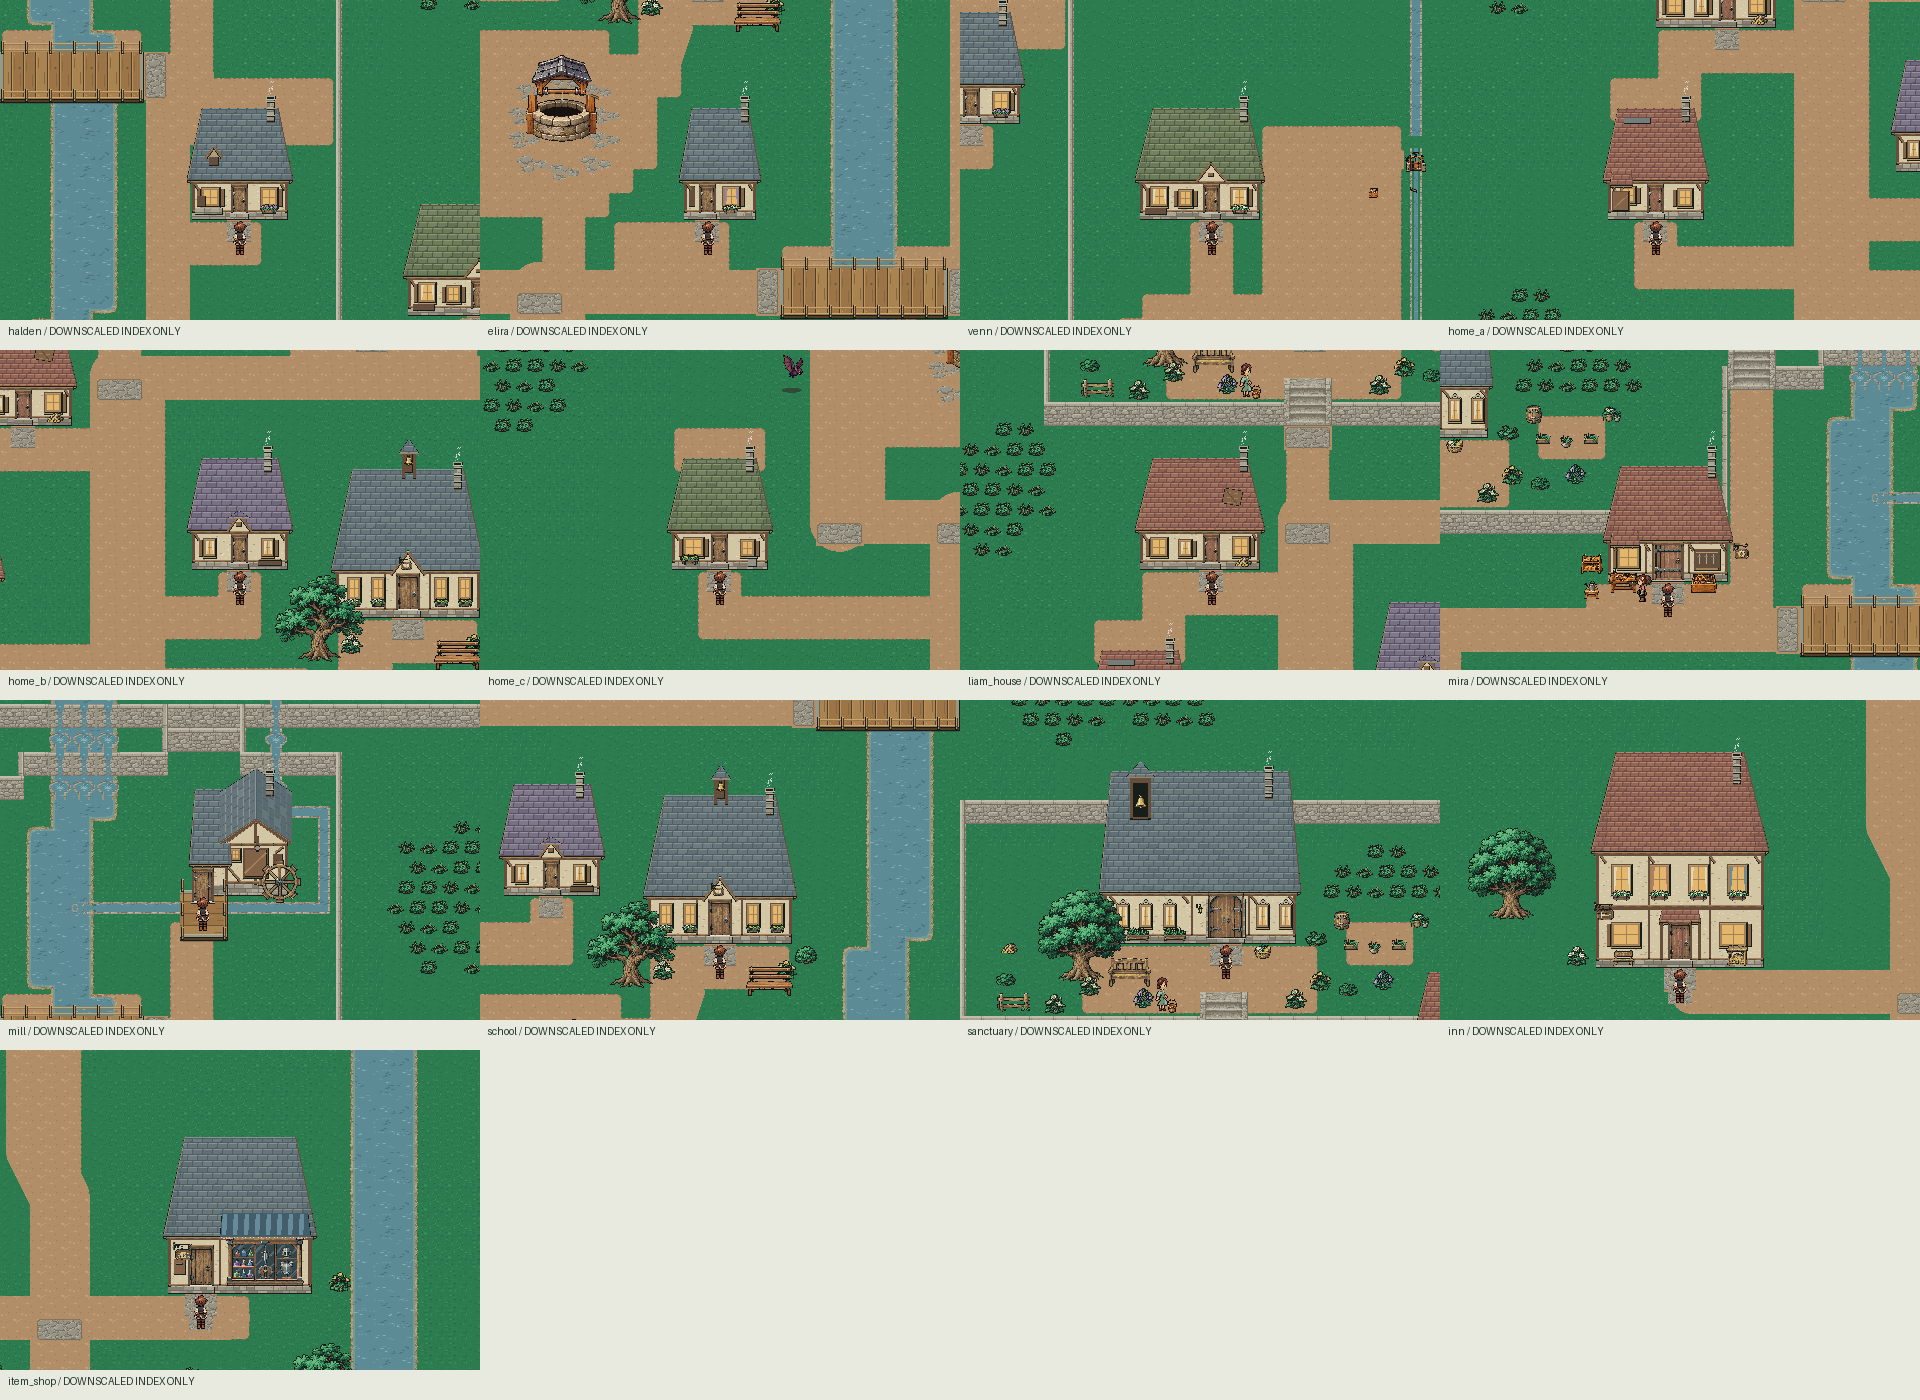 halden / DOWNSCALED INDEX ONLY
elira / DOWNSCALED INDEX ONLY
venn / DOWNSCALED INDEX ONLY
home_a / DOWNSCALED INDEX ONLY
home_b / DOWNSCALED INDEX ONLY
home_c / DOWNSCALED INDEX ONLY
liam_house / DOWNSCALED INDEX ONLY
mira / DOWNSCALED INDEX ONLY
mill / DOWNSCALED INDEX ONLY
school / DOWNSCALED INDEX ONLY
sanctuary / DOWNSCALED INDEX ONLY
inn / DOWNSCALED INDEX ONLY
item_shop / DOWNSCALED INDEX ONLY